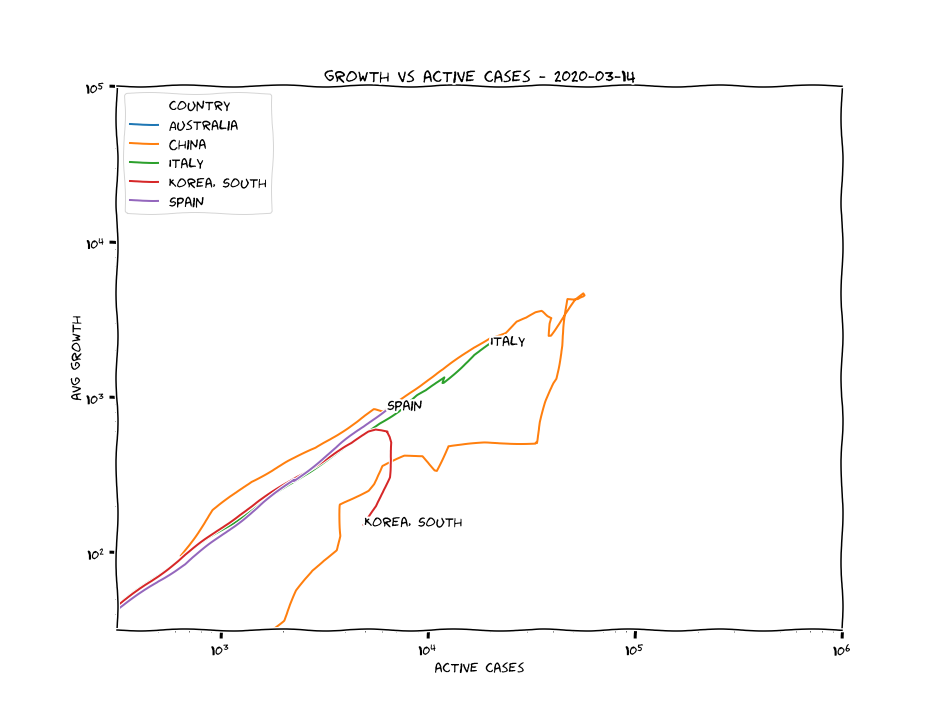 GROWTH VS ACTIVE CASES - 2020-03-14
10⁵
COUNTRY
AUSTRALIA
CHINA
ITALY
KOREA, SOUTH
SPAIN
10⁴
AVG GROWTH
ITALY
10³
SPAIN
KOREA, SOUTH
10²
10³ 10⁴ 10⁵ 10⁶
ACTIVE CASES